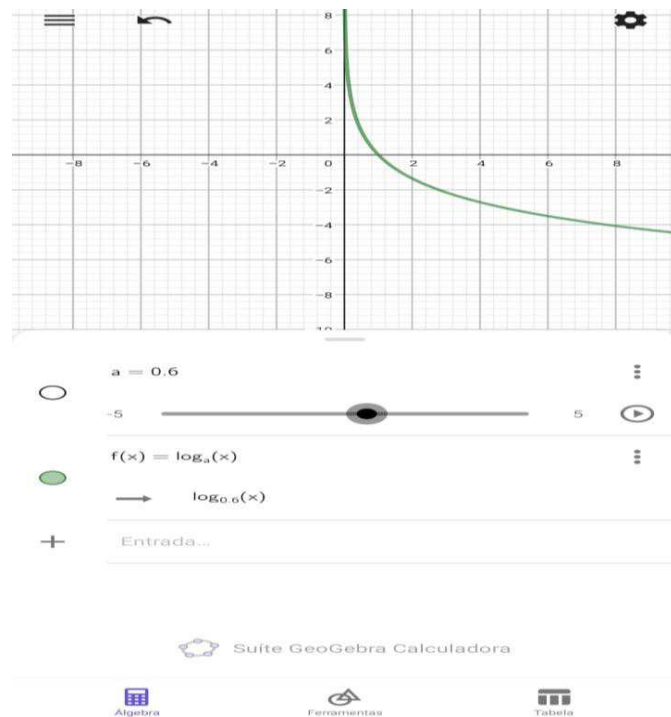 8
6
4
2
−8 −6 −4 −2 0 2 4 6 8
−2
−4
−6
−8
a = 0.6
-5 5
f(x) = logₐ(x)
log₀.₆(x)
Entrada...
Suíte GeoGebra Calculadora
Álgebra Ferramentas Tabela